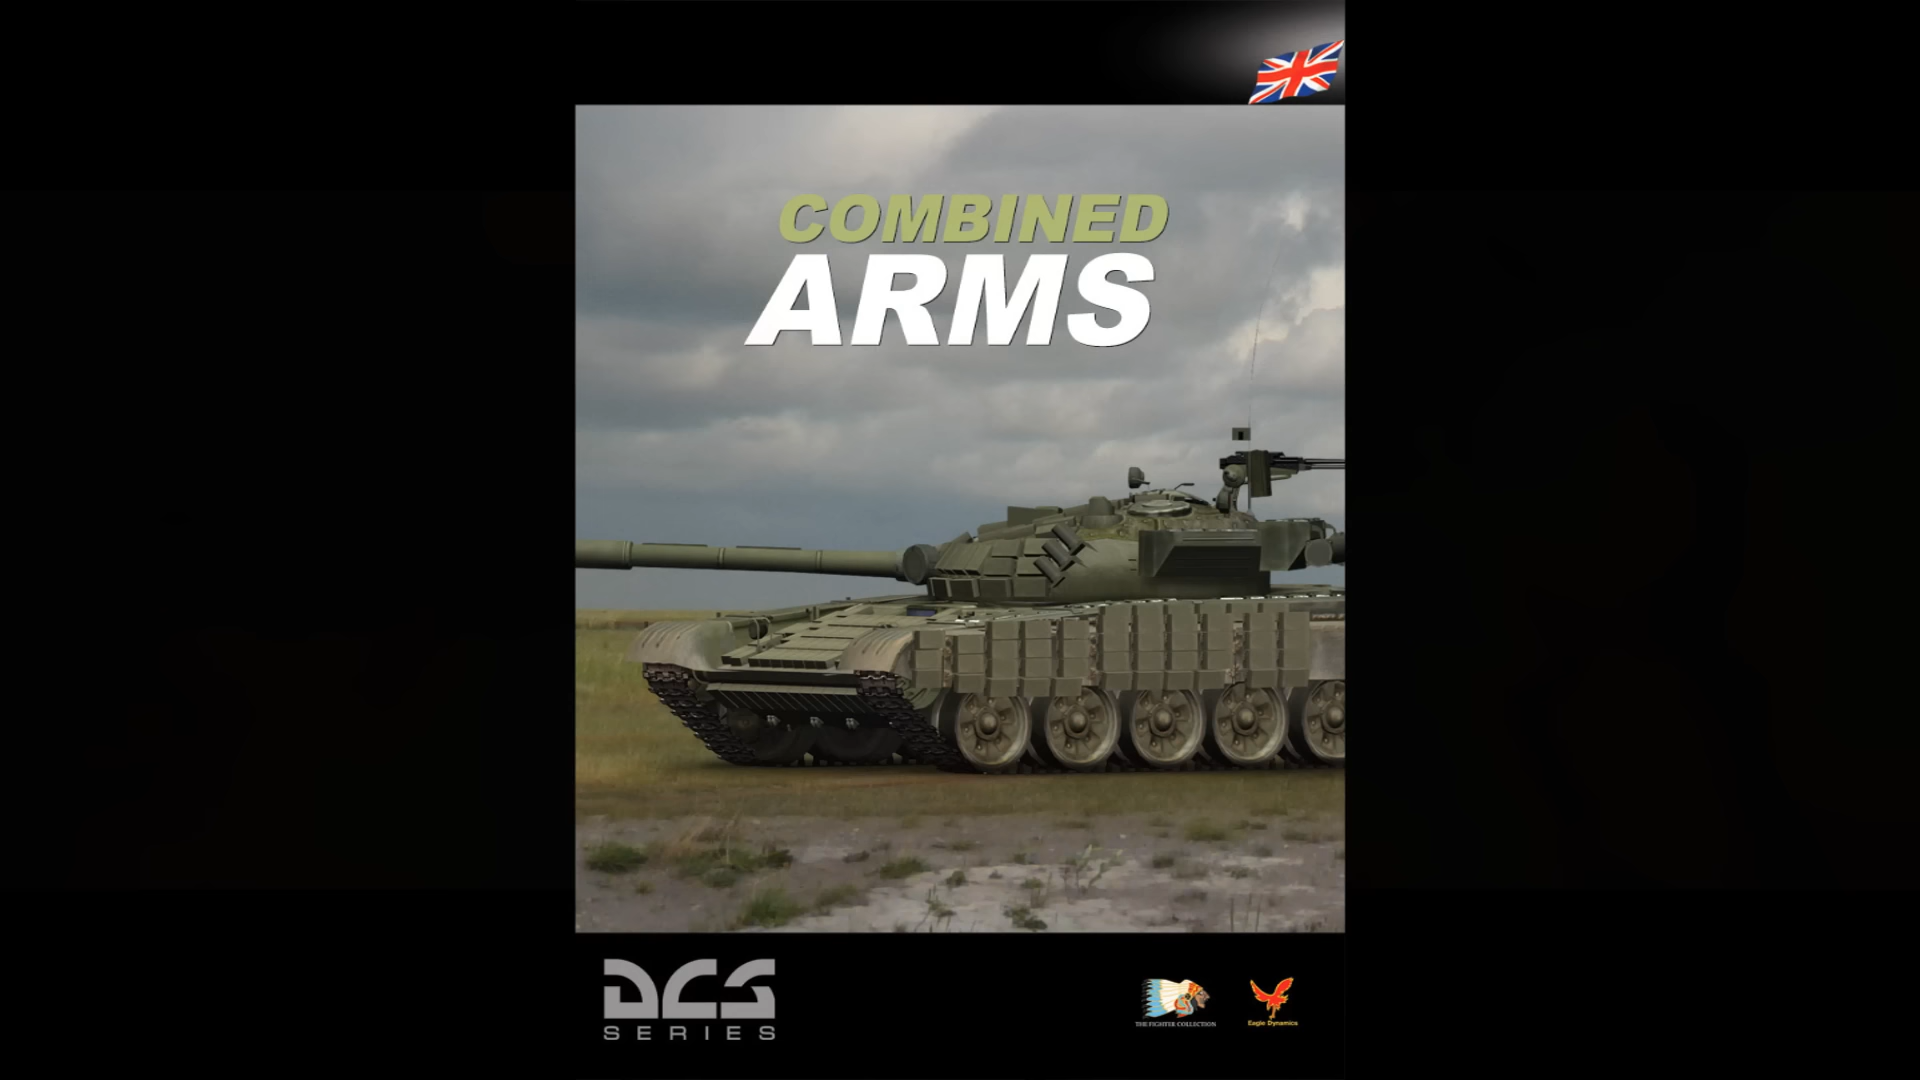 COMBINED
ARMS
DCS
SERIES
THE FIGHTER COLLECTION
Eagle Dynamics